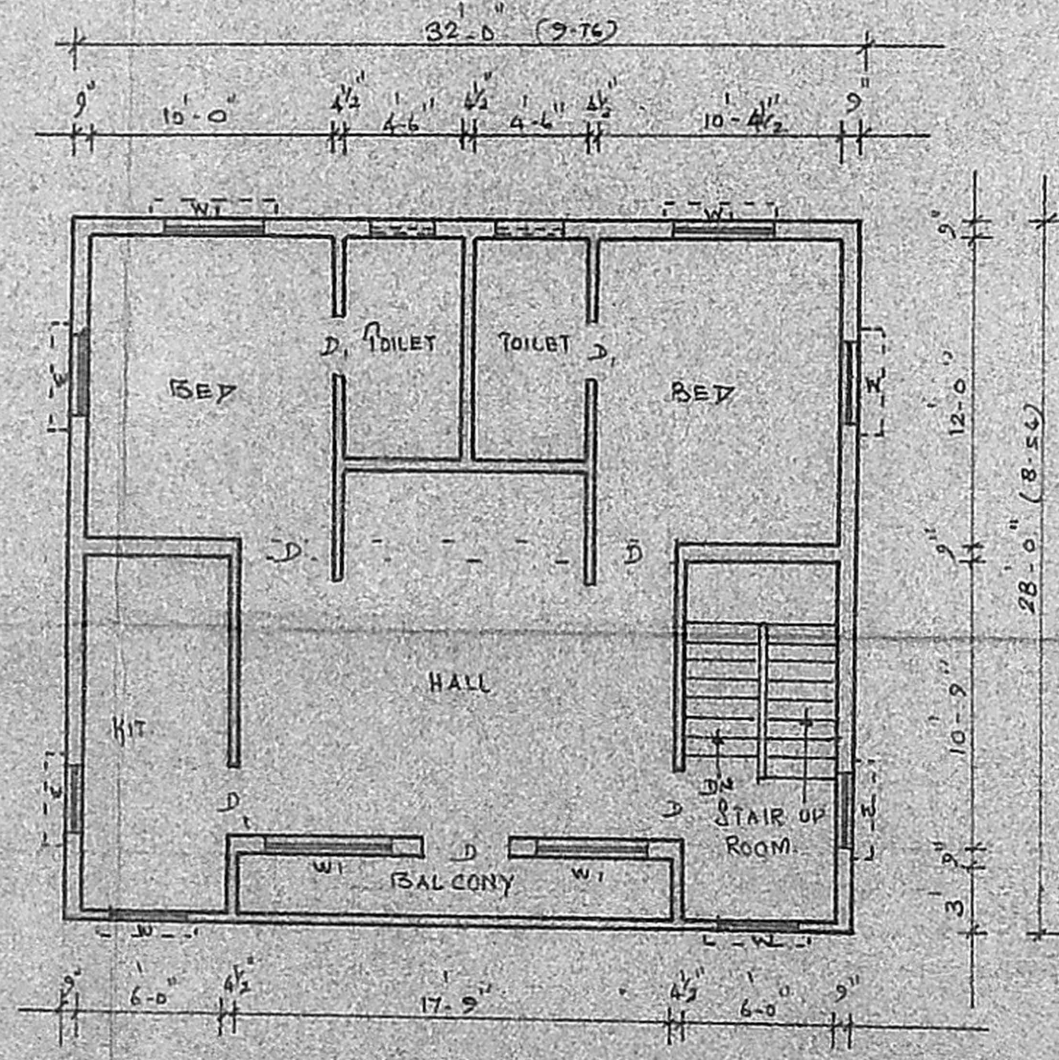 32'-0" (9.76)
9" 10'-0" 4½" 4'-6" 4½" 4'-6" 4½" 10'-4½" 9"
W1 W1
9"
D1 TOILET TOILET D1
W BED BED W
12'-0"
28'-0" (8.56)
D D 9"
HALL
KIT
10'-9"
W DN W
D1 D STAIR UP
ROOM
W1 D W1 9"
BALCONY
3'
W W
9" 6'-0" 4½" 17'-9" 4½" 6'-0" 9"